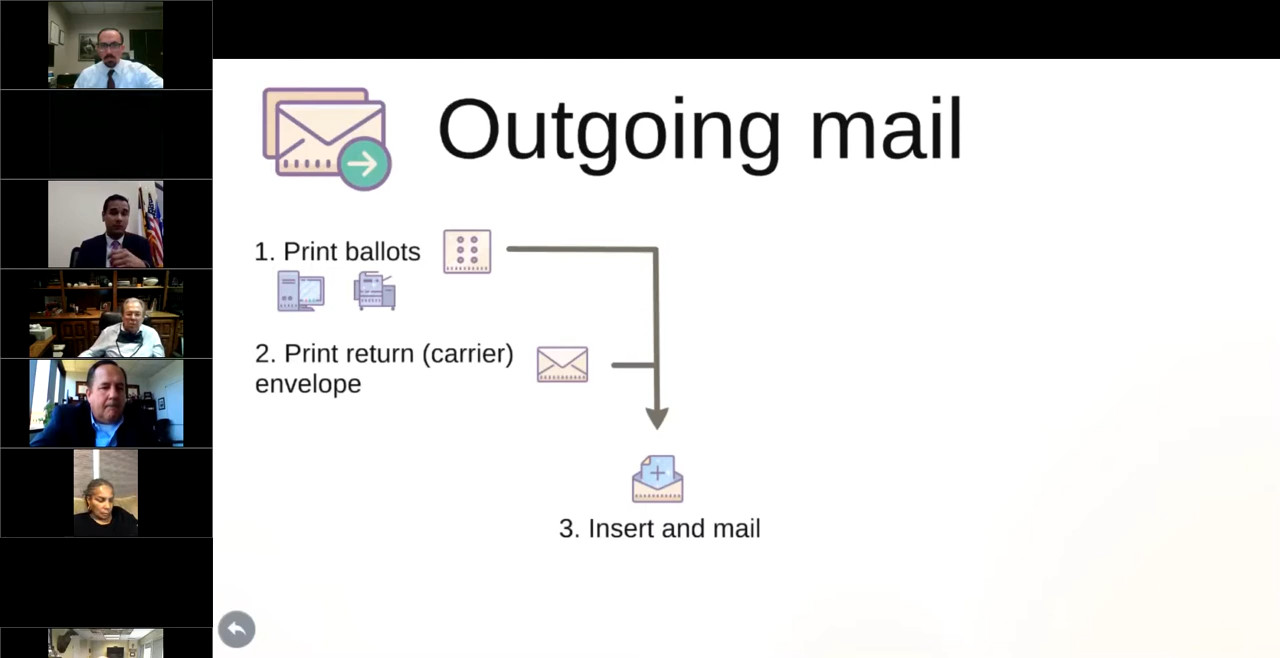 Outgoing mail
1. Print ballots
2. Print return (carrier)
envelope
3. Insert and mail